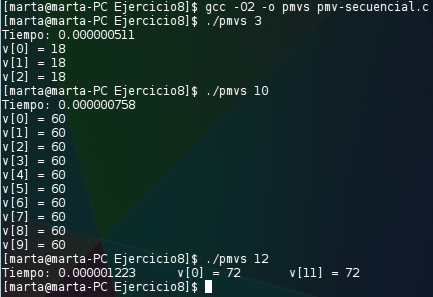 [marta@marta-PC Ejercicio8]$ gcc -O2 -o pmvs pmv-secuencial.c
[marta@marta-PC Ejercicio8]$ ./pmvs 3
Tiempo: 0.000000511
v[0] = 18
v[1] = 18
v[2] = 18
[marta@marta-PC Ejercicio8]$ ./pmvs 10
Tiempo: 0.000000758
v[0] = 60
v[1] = 60
v[2] = 60
v[3] = 60
v[4] = 60
v[5] = 60
v[6] = 60
v[7] = 60
v[8] = 60
v[9] = 60
[marta@marta-PC Ejercicio8]$ ./pmvs 12
Tiempo: 0.000001223 v[0] = 72 v[11] = 72
[marta@marta-PC Ejercicio8]$